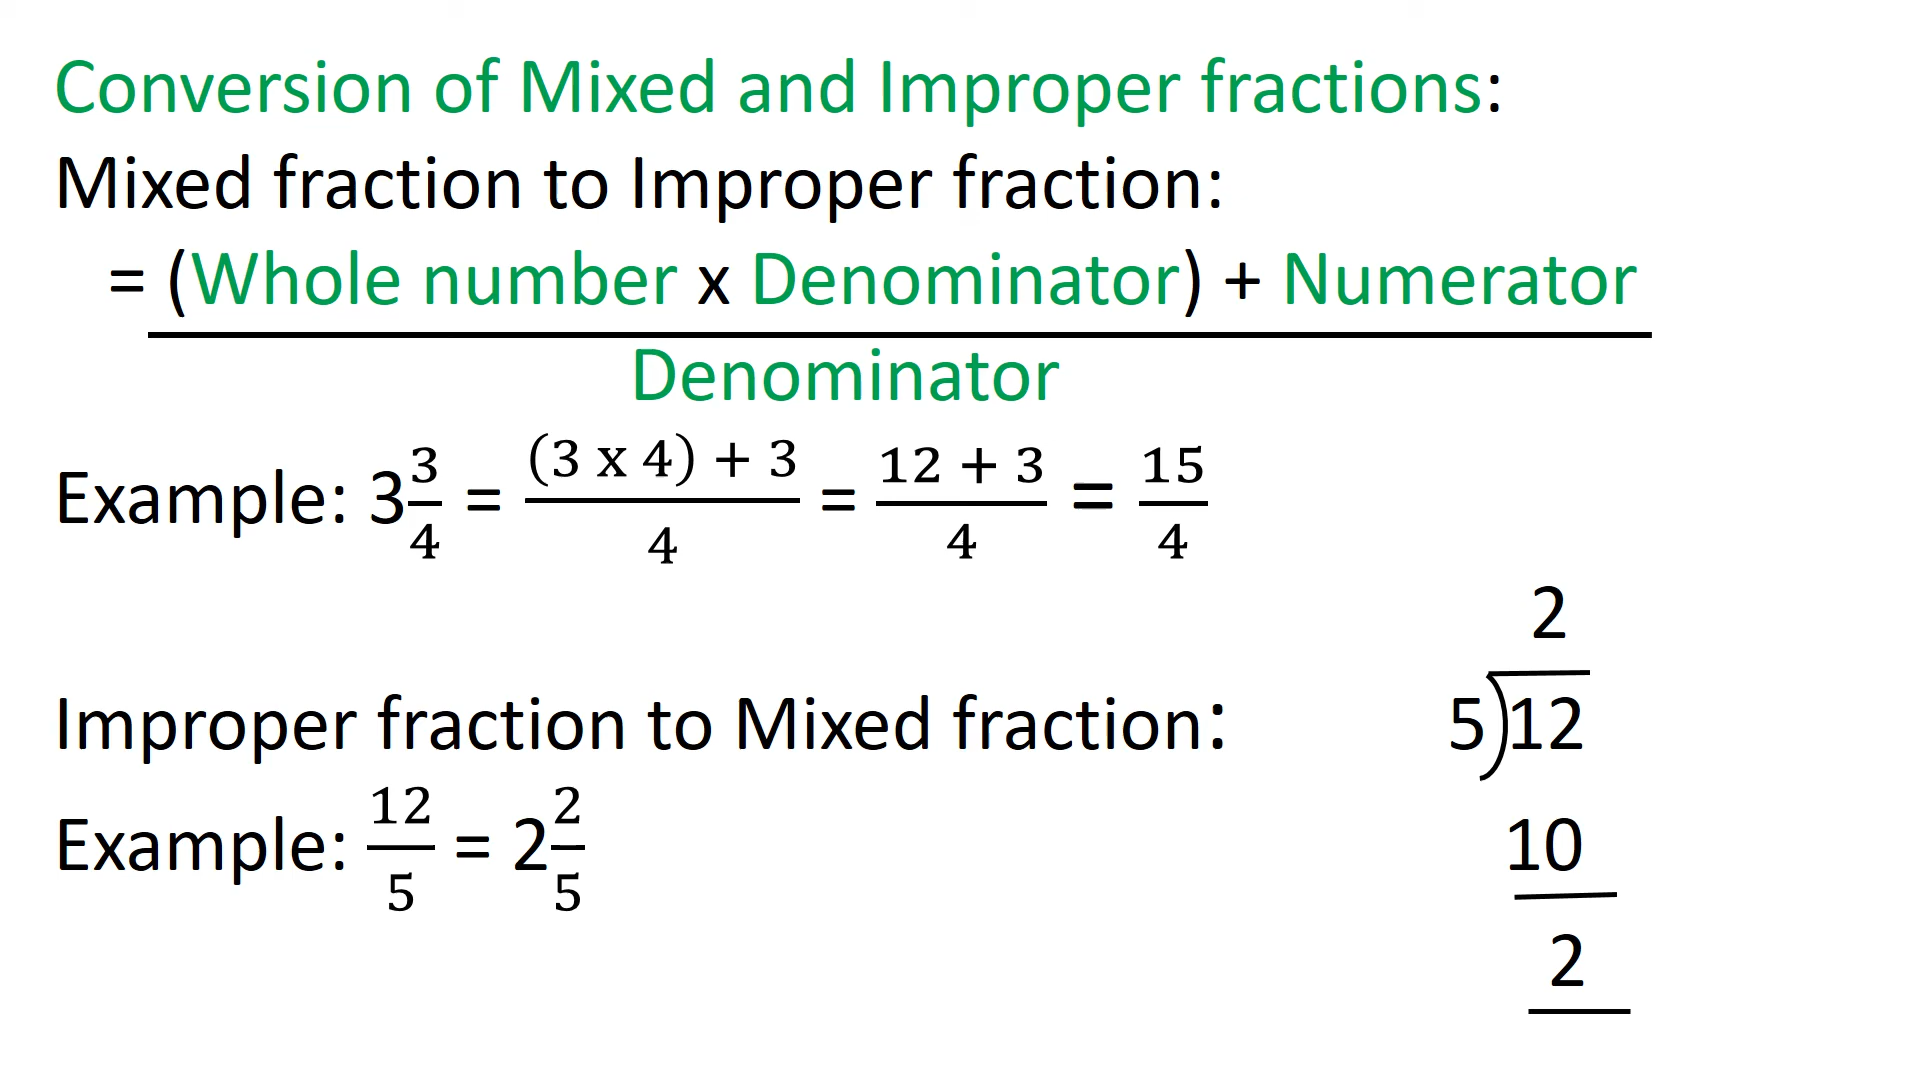 Conversion of Mixed and Improper fractions:
Mixed fraction to Improper fraction:
= (Whole number x Denominator) + Numerator
Denominator
Example: 3 3/4 = (3 x 4) + 3/4 = 12 + 3/4 = 15/4
Improper fraction to Mixed fraction:
Example: 12/5 = 2 2/5
2
5)12
10
2